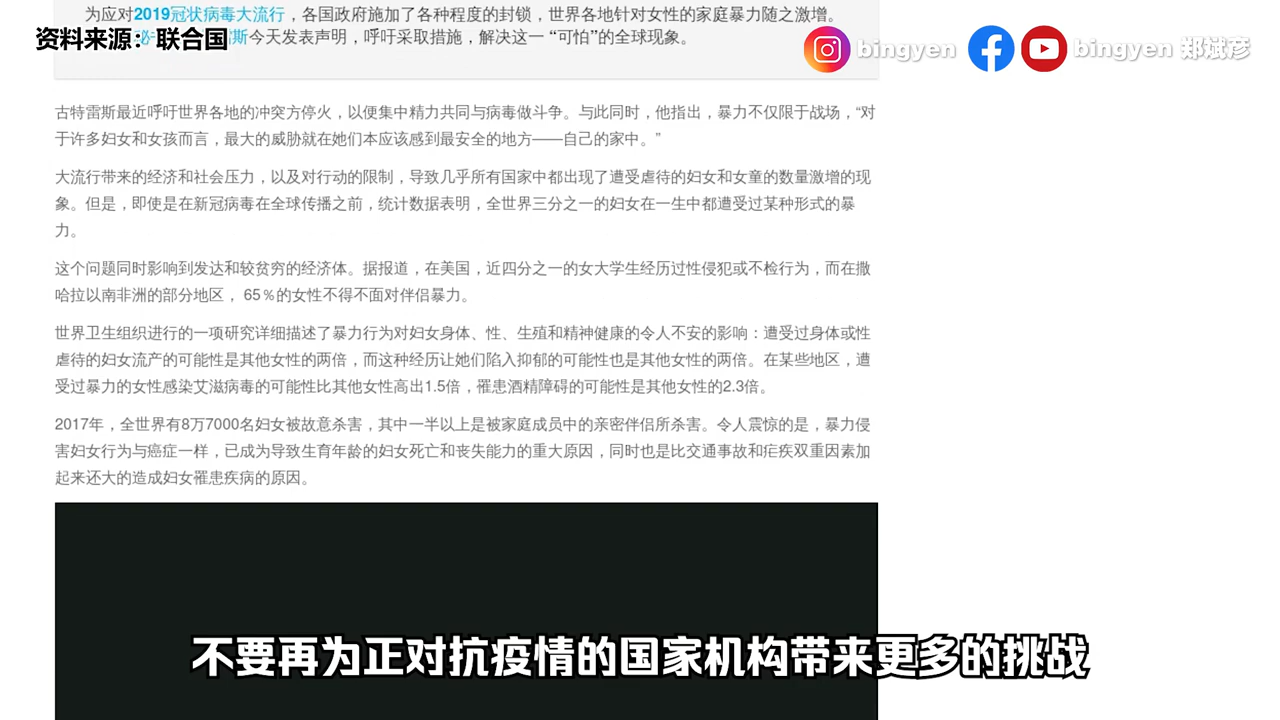 为应对2019冠状病毒大流行，各国政府施加了各种程度的封锁，世界各地针对女性的家庭暴力随之激增。
资料来源：联合国
斯今天发表声明，呼吁采取措施，解决这一 “可怕”的全球现象。
bingyen
bingyen 郑斌彦
古特雷斯最近呼吁世界各地的冲突方停火，以便集中精力共同与病毒做斗争。与此同时，他指出，暴力不仅限于战场，“对
于许多妇女和女孩而言，最大的威胁就在她们本应该感到最安全的地方——自己的家中。”
大流行带来的经济和社会压力，以及对行动的限制，导致几乎所有国家中都出现了遭受虐待的妇女和女童的数量激增的现
象。但是，即使是在新冠病毒在全球传播之前，统计数据表明，全世界三分之一的妇女在一生中都遭受过某种形式的暴
力。
这个问题同时影响到发达和较贫穷的经济体。据报道，在美国，近四分之一的女大学生经历过性侵犯或不检行为，而在撒
哈拉以南非洲的部分地区， 65％的女性不得不面对伴侣暴力。
世界卫生组织进行的一项研究详细描述了暴力行为对妇女身体、性、生殖和精神健康的令人不安的影响：遭受过身体或性
虐待的妇女流产的可能性是其他女性的两倍，而这种经历让她们陷入抑郁的可能性也是其他女性的两倍。在某些地区，遭
受过暴力的女性感染艾滋病毒的可能性比其他女性高出1.5倍，罹患酒精障碍的可能性是其他女性的2.3倍。
2017年，全世界有8万7000名妇女被故意杀害，其中一半以上是被家庭成员中的亲密伴侣所杀害。令人震惊的是，暴力侵
害妇女行为与癌症一样，已成为导致生育年龄的妇女死亡和丧失能力的重大原因，同时也是比交通事故和疟疾双重因素加
起来还大的造成妇女罹患疾病的原因。
不要再为正对抗疫情的国家机构带来更多的挑战